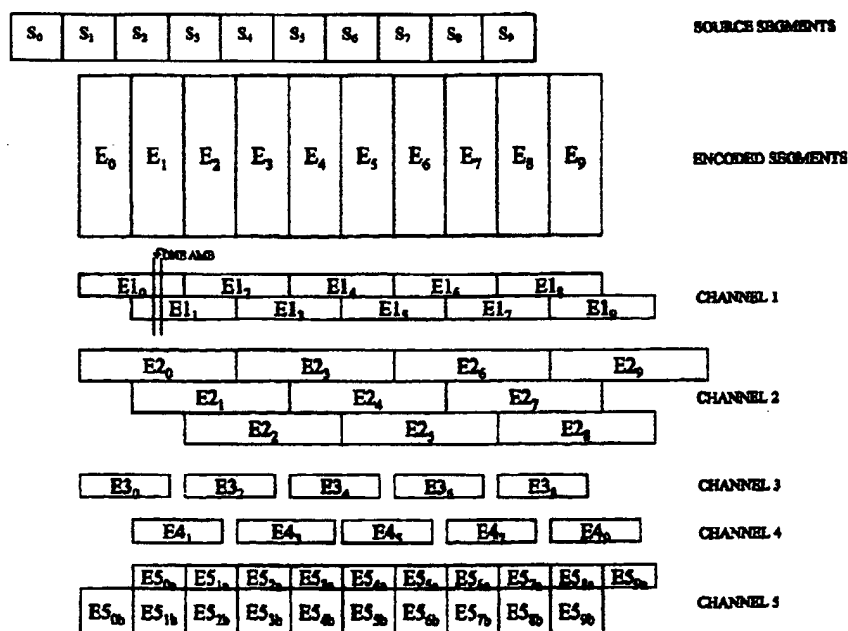 S0 S1 S2 S3 S4 S5 S6 S7 S8 S9 SOURCE SEGMENTS
E0 E1 E2 E3 E4 E5 E6 E7 E8 E9 ENCODED SEGMENTS
ONE AMB
E10 E12 E14 E16 E18
E11 E13 E15 E17 E19
CHANNEL 1
E20 E23 E26 E29
E21 E24 E27
CHANNEL 2
E22 E25 E28
E30 E32 E34 E36 E38 CHANNEL 3
E41 E43 E45 E47 E49 CHANNEL 4
E50a E51a E52a E53a E54a E55a E56a E57a E58a E59a
CHANNEL 5
E50b E51b E52b E53b E54b E55b E56b E57b E58b E59b